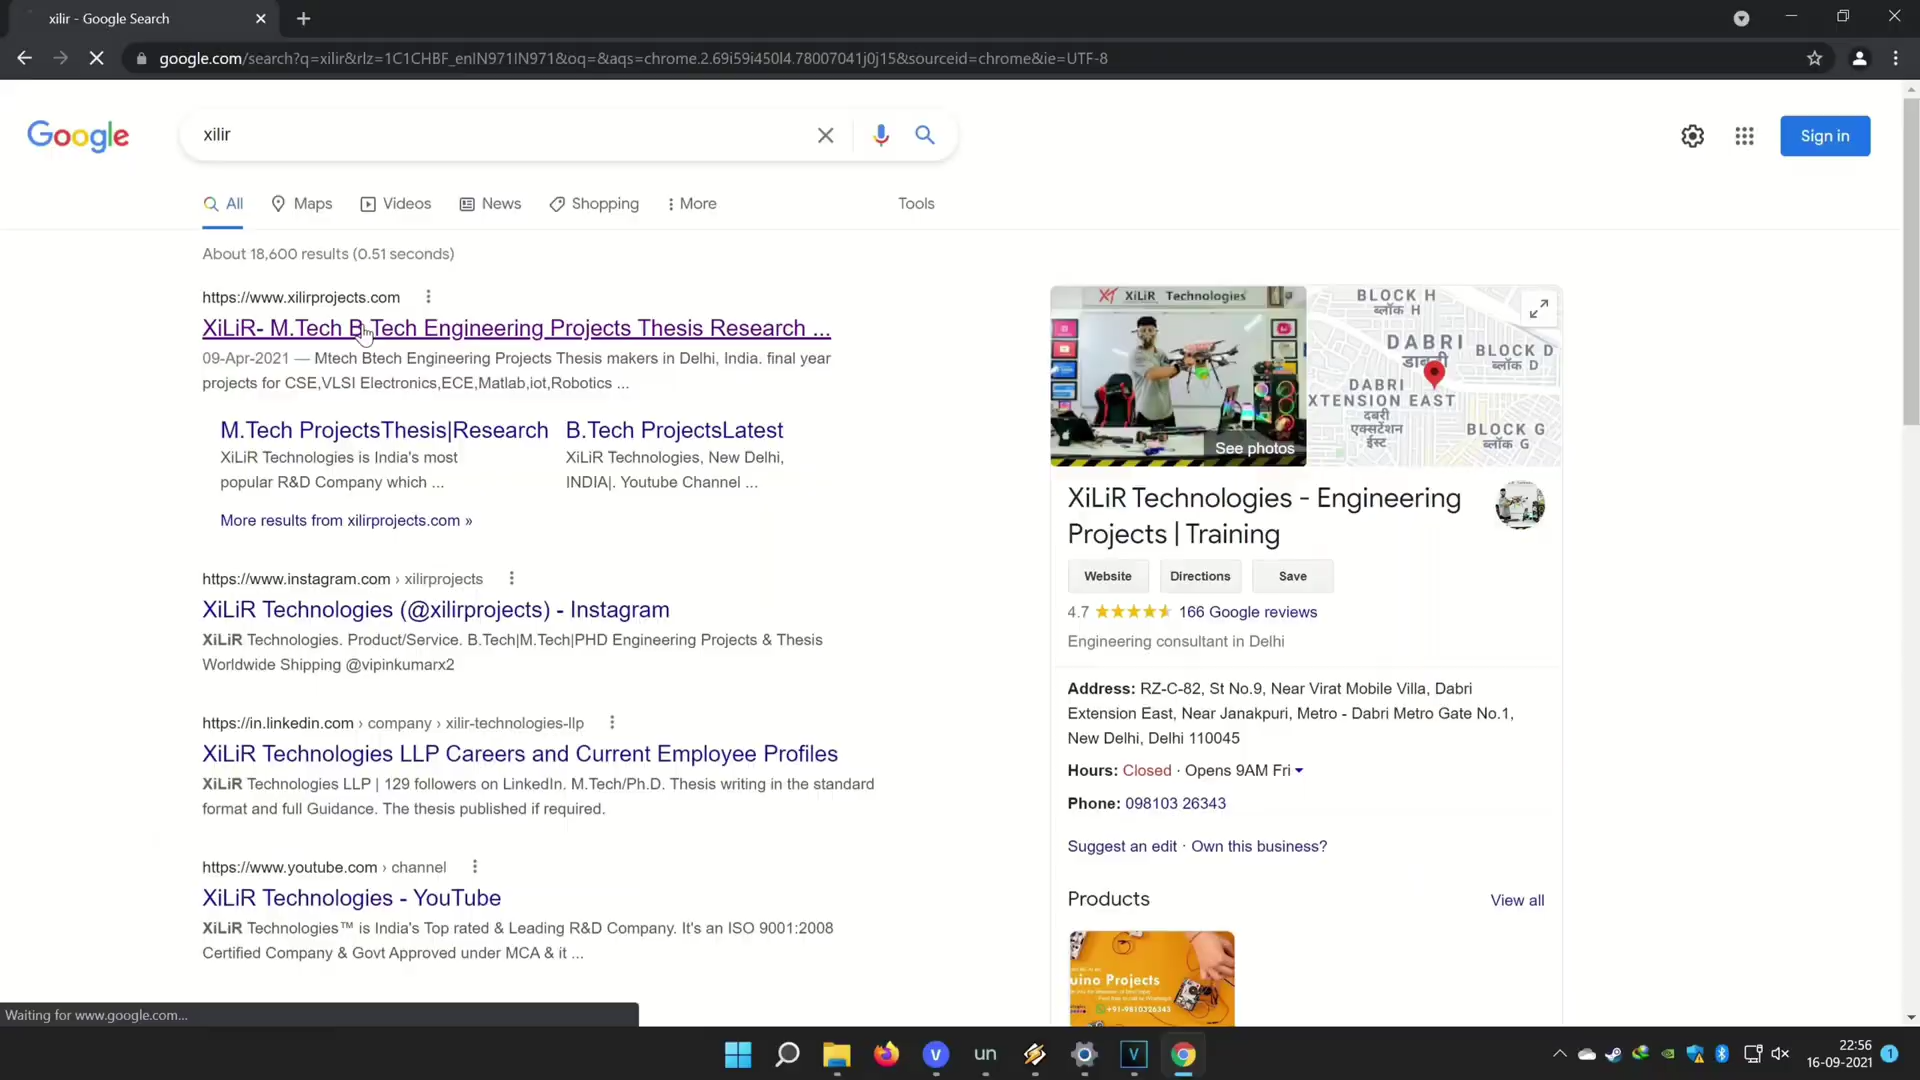 xilir - Google Search
google.com/search?q=xilir&rlz=1C1CHBF_enIN971IN971&oq=&aqs=chrome.2.69i59i450l4.78007041j0j15&sourceid=chrome&ie=UTF-8
Google
xilir
Sign in
All
Maps
Videos
News
Shopping
More
Tools
About 18,600 results (0.51 seconds)
https://www.xilirprojects.com
XiLiR- M.Tech B.Tech Engineering Projects Thesis Research ...
09-Apr-2021 — Mtech Btech Engineering Projects Thesis makers in Delhi, India. final year
projects for CSE,VLSI Electronics,ECE,Matlab,iot,Robotics ...
M.Tech ProjectsThesis|Research
XiLiR Technologies is India's most
popular R&D Company which ...
B.Tech ProjectsLatest
XiLiR Technologies, New Delhi,
INDIA|. Youtube Channel ...
More results from xilirprojects.com »
https://www.instagram.com › xilirprojects
XiLiR Technologies (@xilirprojects) - Instagram
XiLiR Technologies. Product/Service. B.Tech|M.Tech|PHD Engineering Projects & Thesis
Worldwide Shipping @vipinkumarx2
https://in.linkedin.com › company › xilir-technologies-llp
XiLiR Technologies LLP Careers and Current Employee Profiles
XiLiR Technologies LLP | 129 followers on LinkedIn. M.Tech/Ph.D. Thesis writing in the standard
format and full Guidance. The thesis published if required.
https://www.youtube.com › channel
XiLiR Technologies - YouTube
XiLiR Technologies™ is India's Top rated & Leading R&D Company. It's an ISO 9001:2008
Certified Company & Govt Approved under MCA & it ...
XiLiR Technologies
See photos
BLOCK H
ब्लॉक H
DABRI
डाबड़ी
BLOCK D
ब्लॉक D
DABRI
XTENSION EAST
दबरी
एक्सटेंशन
ईस्ट
BLOCK G
ब्लॉक G
XiLiR Technologies - Engineering
Projects | Training
Website
Directions
Save
4.7
166 Google reviews
Engineering consultant in Delhi
Address: RZ-C-82, St No.9, Near Virat Mobile Villa, Dabri
Extension East, Near Janakpuri, Metro - Dabri Metro Gate No.1,
New Delhi, Delhi 110045
Hours: Closed · Opens 9AM Fri
Phone: 098103 26343
Suggest an edit · Own this business?
Products
View all
uino Projects
+91-9810326343
Waiting for www.google.com...
un
22:56
16-09-2021
1